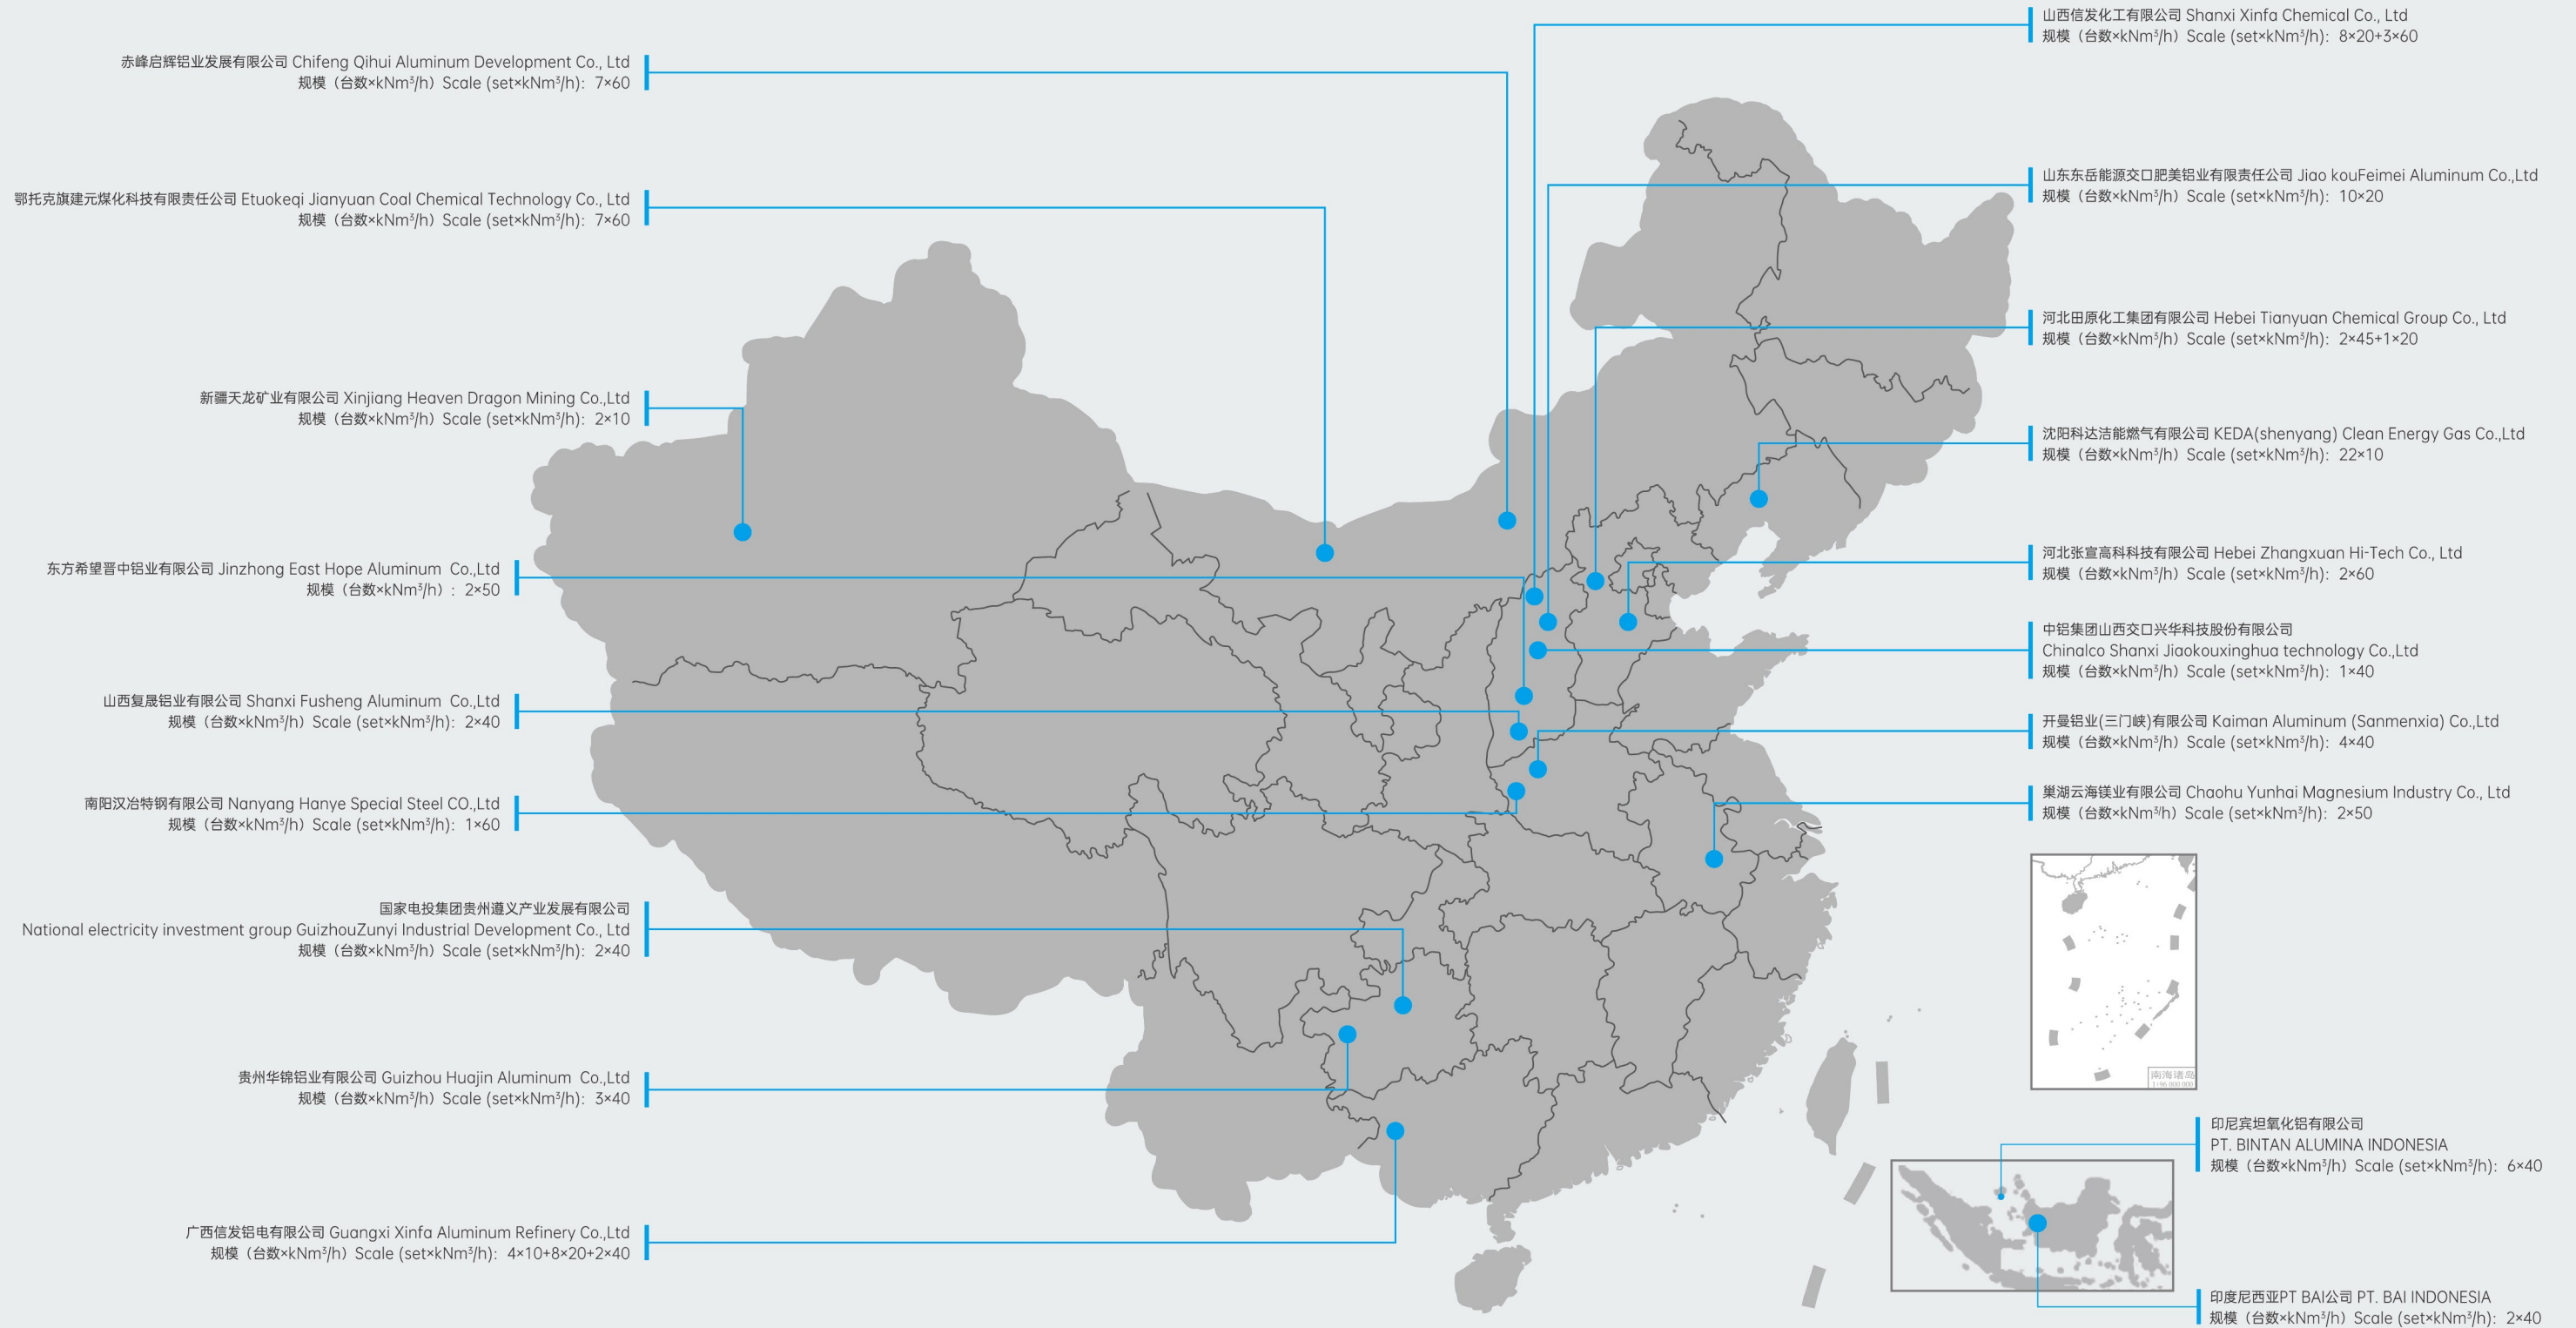 赤峰启辉铝业发展有限公司 Chifeng Qihui Aluminum Development Co., Ltd
规模（台数×kNm³/h）Scale (set×kNm³/h)： 7×60
鄂托克旗建元煤化科技有限责任公司 Etuokeqi Jianyuan Coal Chemical Technology Co., Ltd
规模（台数×kNm³/h）Scale (set×kNm³/h)： 7×60
新疆天龙矿业有限公司 Xinjiang Heaven Dragon Mining Co.,Ltd
规模（台数×kNm³/h）Scale (set×kNm³/h)： 2×10
东方希望晋中铝业有限公司 Jinzhong East Hope Aluminum Co.,Ltd
规模（台数×kNm³/h）: 2×50
山西复晟铝业有限公司 Shanxi Fusheng Aluminum Co.,Ltd
规模（台数×kNm³/h）Scale (set×kNm³/h)： 2×40
南阳汉冶特钢有限公司 Nanyang Hanye Special Steel CO.,Ltd
规模（台数×kNm³/h）Scale (set×kNm³/h)： 1×60
国家电投集团贵州遵义产业发展有限公司
National electricity investment group GuizhouZunyi Industrial Development Co., Ltd
规模（台数×kNm³/h）Scale (set×kNm³/h)： 2×40
贵州华锦铝业有限公司 Guizhou Huajin Aluminum Co.,Ltd
规模（台数×kNm³/h）Scale (set×kNm³/h)： 3×40
广西信发铝电有限公司 Guangxi Xinfa Aluminum Refinery Co.,Ltd
规模（台数×kNm³/h）Scale (set×kNm³/h)： 4×10+8×20+2×40
山西信发化工有限公司 Shanxi Xinfa Chemical Co., Ltd
规模（台数×kNm³/h）Scale (set×kNm³/h)： 8×20+3×60
山东东岳能源交口肥美铝业有限责任公司 Jiao kouFeimei Aluminum Co.,Ltd
规模（台数×kNm³/h）Scale (set×kNm³/h)： 10×20
河北田原化工集团有限公司 Hebei Tianyuan Chemical Group Co., Ltd
规模（台数×kNm³/h）Scale (set×kNm³/h)： 2×45+1×20
沈阳科达洁能燃气有限公司 KEDA(shenyang) Clean Energy Gas Co.,Ltd
规模（台数×kNm³/h）Scale (set×kNm³/h)： 22×10
河北张宣高科科技有限公司 Hebei Zhangxuan Hi-Tech Co., Ltd
规模（台数×kNm³/h）Scale (set×kNm³/h)： 2×60
中铝集团山西交口兴华科技股份有限公司
Chinalco Shanxi Jiaokouxinghua technology Co.,Ltd
规模（台数×kNm³/h）Scale (set×kNm³/h)： 1×40
开曼铝业(三门峡)有限公司 Kaiman Aluminum (Sanmenxia) Co.,Ltd
规模（台数×kNm³/h）Scale (set×kNm³/h)： 4×40
巢湖云海镁业有限公司 Chaohu Yunhai Magnesium Industry Co., Ltd
规模（台数×kNm³/h）Scale (set×kNm³/h)： 2×50
南海诸岛
1:96 000 000
印尼宾坦氧化铝有限公司
PT. BINTAN ALUMINA INDONESIA
规模（台数×kNm³/h）Scale (set×kNm³/h)： 6×40
印度尼西亚PT BAI公司 PT. BAI INDONESIA
规模（台数×kNm³/h）Scale (set×kNm³/h)： 2×40